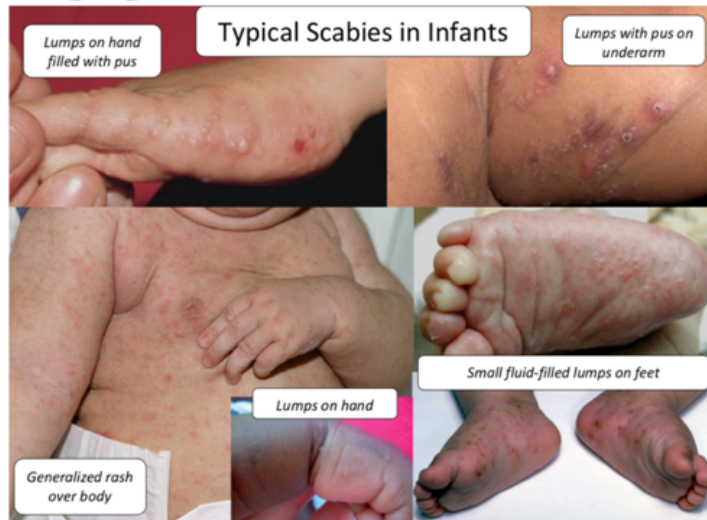 Typical Scabies in Infants
Lumps on hand
filled with pus
Lumps with pus on
underarm
Small fluid-filled lumps on feet
Lumps on hand
Generalized rash
over body